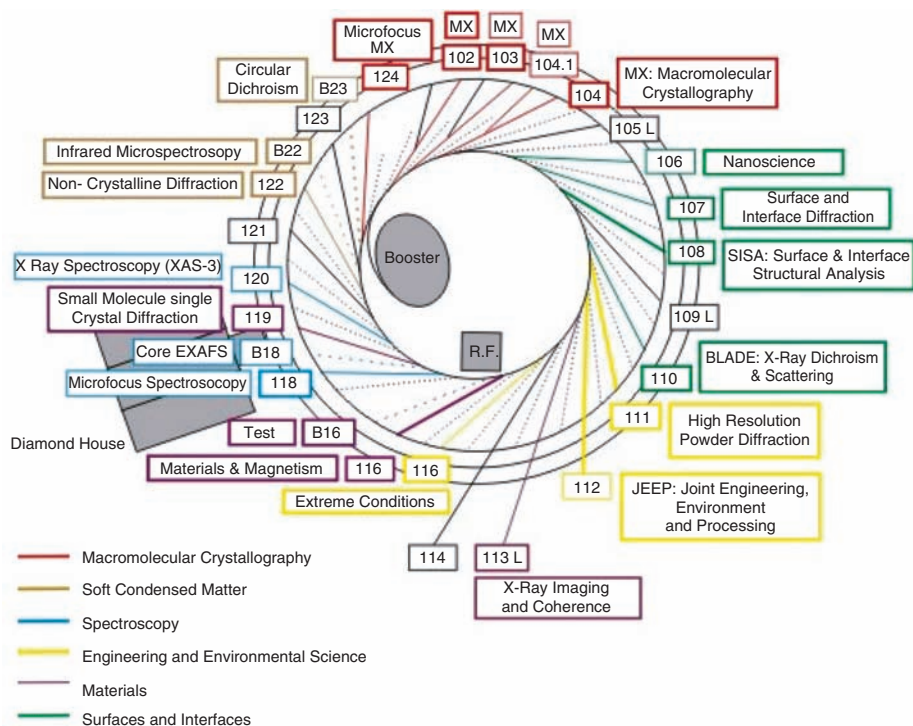 Microfocus
MX
MX
MX
MX
124
102
103
104.1
104
MX: Macromolecular
Crystallography
Circular
Dichroism
B23
123
105 L
Infrared Microspectrosopy
B22
106
Nanoscience
Non- Crystalline Diffraction
122
107
Surface and
Interface Diffraction
121
108
SISA: Surface & Interface
Structural Analysis
Booster
X Ray Spectroscopy (XAS-3)
120
Small Molecule single
Crystal Diffraction
119
109 L
R.F.
Core EXAFS
B18
BLADE: X-Ray Dichroism
& Scattering
110
Microfocus Spectrosocopy
118
111
High Resolution
Powder Diffraction
Diamond House
Test
B16
Materials & Magnetism
116
116
Extreme Conditions
112
JEEP: Joint Engineering,
Environment
and Processing
114
113 L
X-Ray Imaging
and Coherence
Macromolecular Crystallography
Soft Condensed Matter
Spectroscopy
Engineering and Environmental Science
Materials
Surfaces and Interfaces